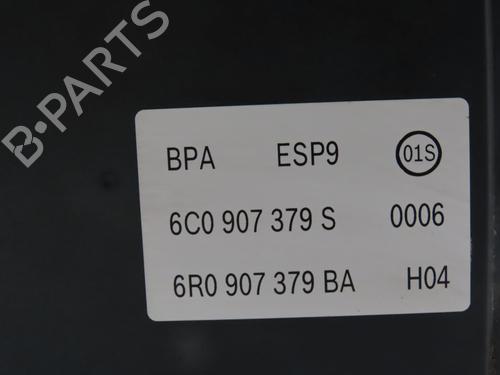 B-PARTS
BPA ESP9 01S
6C0 907 379 S 0006
6R0 907 379 BA H04